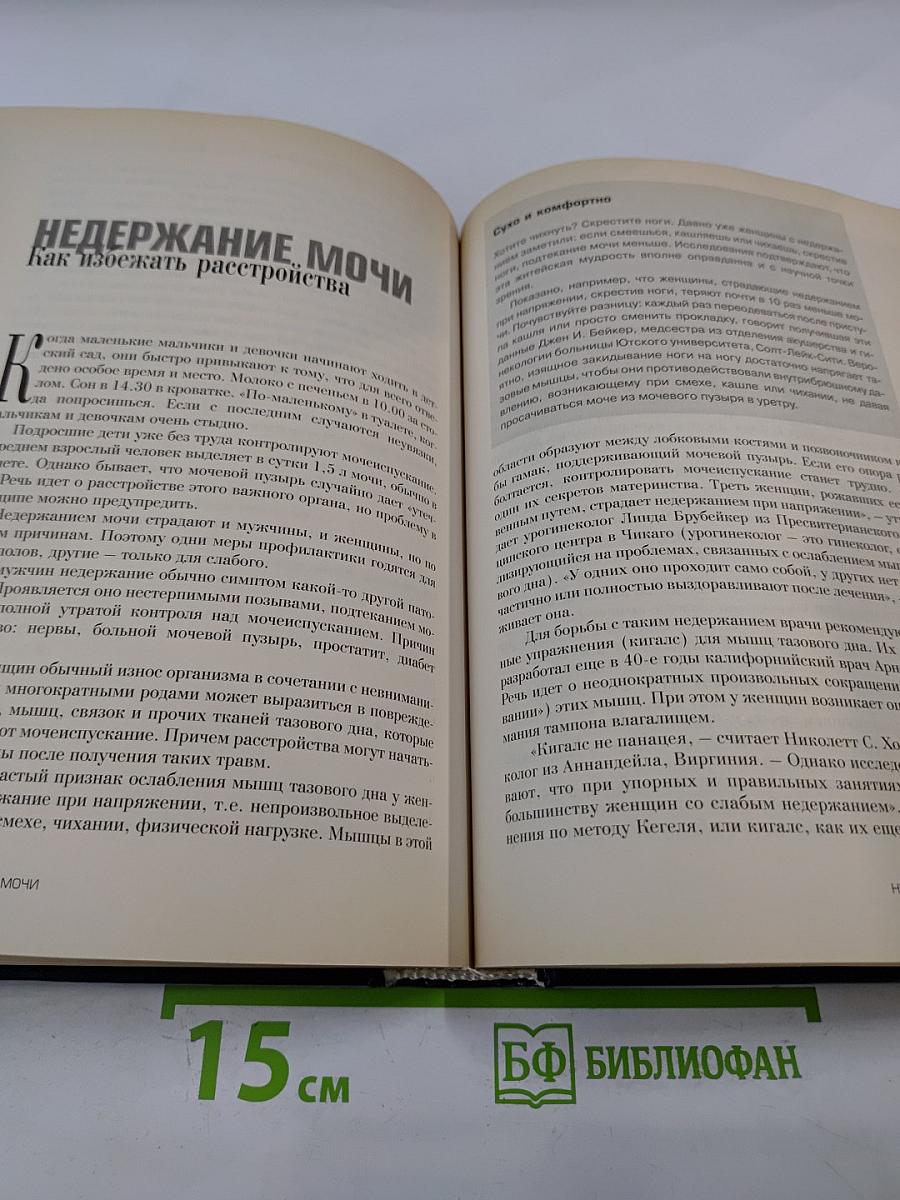 НЕДЕРЖАНИЕ МОЧИ
Как избежать расстройства
Когда маленькие мальчики и девочки начинают ходить в дет-
ский сад, они быстро привыкают к тому, что для всего отве-
дено особое время и место. Молоко с печеньем в 10.00 за сто-
лом. Сон в 14.30 в кроватке. «По-маленькому» в туалете, ког-
да попросишься. Если с последним случаются неувязки,
альчикам и девочкам очень стыдно.
Подросшие дети уже без труда контролируют мочеиспускание.
реднем взрослый человек выделяет в сутки 1,5 л мочи, обычно в
лете. Однако бывает, что мочевой пузырь случайно дает «утеч-
Речь идет о расстройстве этого важного органа, но проблему в
ципе можно предупредить.
Недержанием мочи страдают и мужчины, и женщины, но по
м причинам. Поэтому одни меры профилактики годятся для
полов, другие — только для слабого.
мужчин недержание обычно симптом какой-то другой пато-
Проявляется оно нестерпимыми позывами, подтеканием мо-
полной утратой контроля над мочеиспусканием. Причин
во: нервы, больной мочевой пузырь, простатит, диабет
нщин обычный износ организма в сочетании с невнимани-
и многократными родами может выразиться в поврежде-
, мышц, связок и прочих тканей тазового дна, которые
ют мочеиспускание. Причем расстройства могут начать-
ды после получения таких травм.
частый признак ослабления мышц тазового дна у жен-
жание при напряжении, т.е. непроизвольное выделе-
смехе, чихании, физической нагрузке. Мышцы в этой
МОЧИ
Сухо и комфортно
Хотите чихнуть? Скрестите ноги. Давно уже женщины с недержа-
нием заметили: если смеешься, кашляешь или чихаешь, скрестив
ноги, подтекание мочи меньше. Исследования подтверждают, что
эта житейская мудрость вполне оправданна и с научной точки
зрения.
Показано, например, что женщины, страдающие недержанием
при напряжении, скрестив ноги, теряют почти в 10 раз меньше мо-
чи. Почувствуйте разницу: каждый раз переодеваться после присту-
па кашля или просто сменить прокладку, говорит получившая эти
данные Джен И. Бейкер, медсестра из отделения акушерства и ги-
некологии больницы Ютского университета, Солт-Лейк-Сити. Веро-
ятно, изящное закидывание ноги на ногу достаточно напрягает та-
зовые мышцы, чтобы они противодействовали внутрибрюшному да-
влению, возникающему при смехе, кашле или чихании, не давая
просачиваться моче из мочевого пузыря в уретру.
области образуют между лобковыми костями и позвоночником к
бы гамак, поддерживающий мочевой пузырь. Если его опора
болтается, контролировать мочеиспускание станет трудно.
один их секретов материнства. Треть женщин, рожавших ес
венным путем, страдает недержанием при напряжении», — ут
дает урогинеколог Линда Брубейкер из Пресвитерианского
цинского центра в Чикаго (урогинеколог — это гинеколог, с
лизирующийся на проблемах, связанных с ослаблением мы
вого дна). «У одних оно проходит само собой, у других нет
частично или полностью выздоравливают после лечения», —
живает она.
Для борьбы с таким недержанием врачи рекоменду
ные упражнения (кигалс) для мышц тазового дна. Их
разработал еще в 40-е годы калифорнийский врач Арн
Речь идет о неоднократных произвольных сокращени
вании») этих мышц. При этом у женщин возникает ощ
мания тампона влагалищем.
«Кигалс не панацея, — считает Николетт С. Хо
колог из Аннандейла, Виргиния. — Однако исслед
вают, что при упорных и правильных занятиях
большинству женщин со слабым недержанием».
нения по методу Кегеля, или кигалс, как их еще
Н
15 см
БФ БИБЛИОФАН